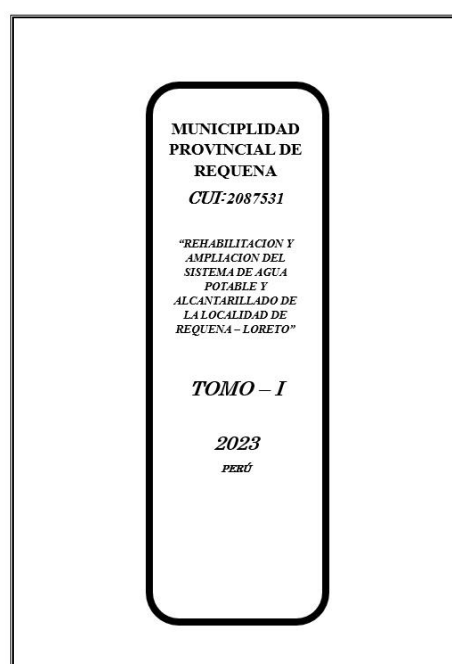 MUNICIPLIDAD
PROVINCIAL DE
REQUENA
CUI:2087531
“REHABILITACION Y
AMPLIACION DEL
SISTEMA DE AGUA
POTABLE Y
ALCANTARILLADO DE
LA LOCALIDAD DE
REQUENA – LORETO”
TOMO – I
2023
PERÚ